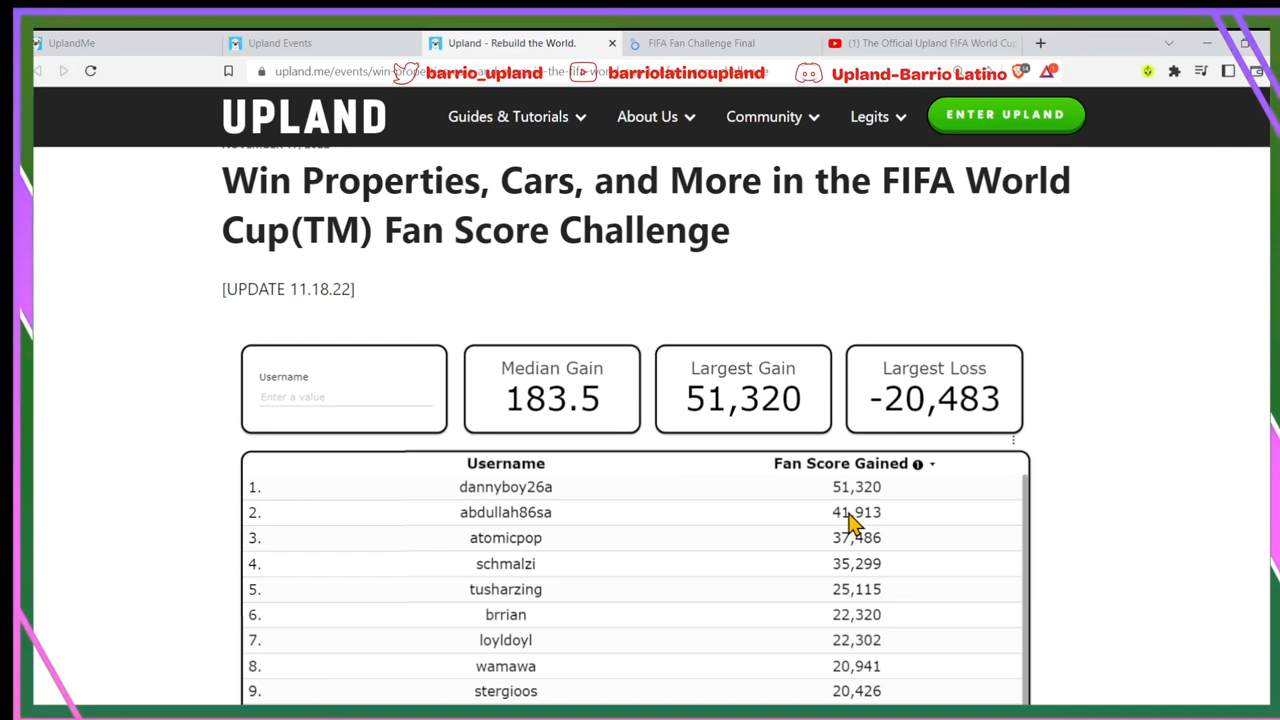 UplandMe
Upland Events
Upland - Rebuild the World.
FIFA Fan Challenge Final
(1) The Official Upland FIFA World Cup
barrio_upland
barriolatinoupland
Upland-Barrio Latino
UPLAND
Guides & Tutorials
About Us
Community
Legits
ENTER UPLAND
Win Properties, Cars, and More in the FIFA World
Cup(TM) Fan Score Challenge
[UPDATE 11.18.22]
Username
Enter a value
Median Gain
183.5
Largest Gain
51,320
Largest Loss
-20,483
Username Fan Score Gained
1. dannyboy26a 51,320
2. abdullah86sa 41,913
3. atomicpop 37,486
4. schmalzi 35,299
5. tusharzing 25,115
6. brrian 22,320
7. loyldoyl 22,302
8. wamawa 20,941
9. stergioos 20,426